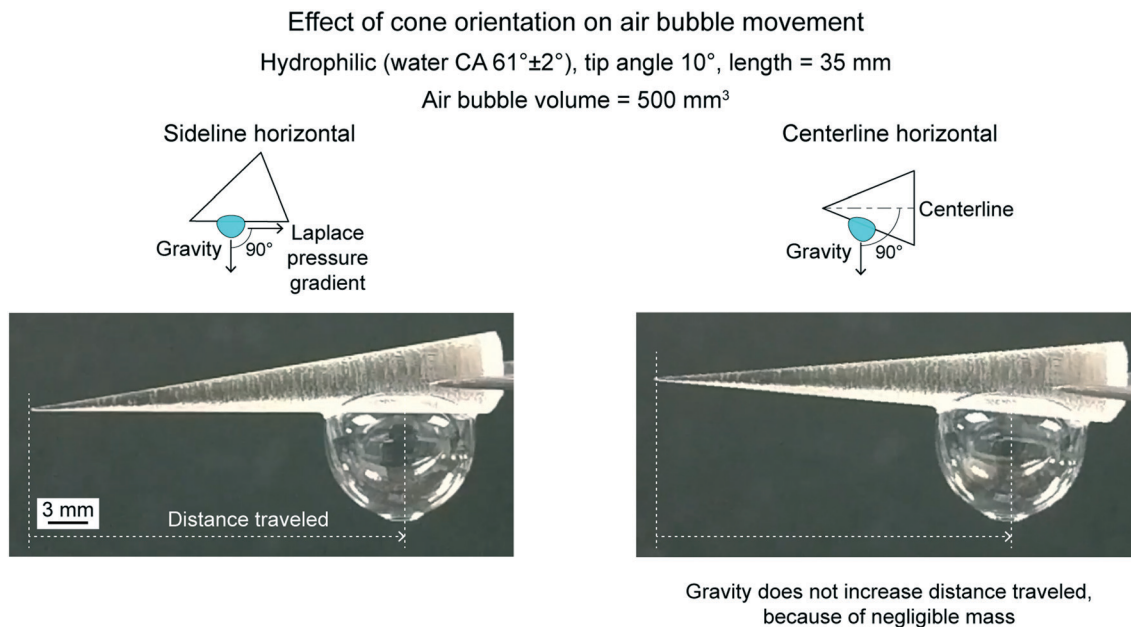 Effect of cone orientation on air bubble movement
Hydrophilic (water CA 61°±2°), tip angle 10°, length = 35 mm
Air bubble volume = 500 mm³
Sideline horizontal
Gravity
90°
Laplace
pressure
gradient
Centerline horizontal
Centerline
Gravity
90°
3 mm
Distance traveled
Gravity does not increase distance traveled,
because of negligible mass